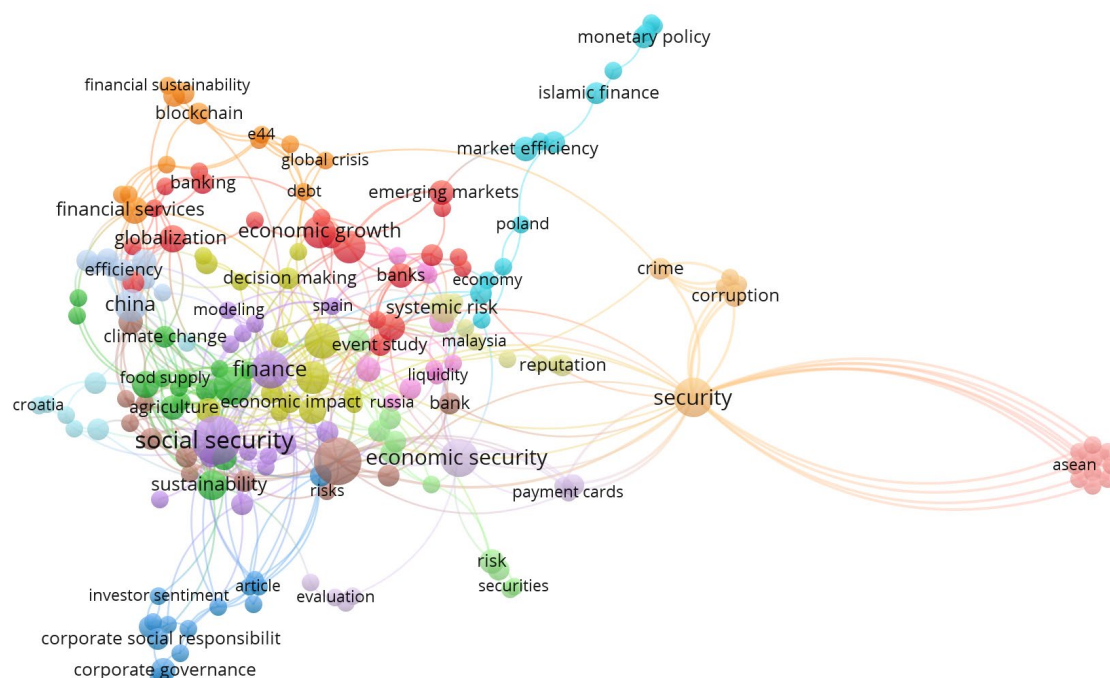 monetary policy
financial sustainability
islamic finance
blockchain
e44
market efficiency
global crisis
banking
debt
emerging markets
financial services
poland
economic growth
globalization
crime
efficiency
decision making
banks
economy
corruption
china
modeling
spain
systemic risk
climate change
event study
malaysia
reputation
finance
food supply
liquidity
croatia
agriculture
economic impact
russia
bank
security
social security
economic security
asean
sustainability
risks
payment cards
risk
article
securities
investor sentiment
evaluation
corporate social responsibilit
corporate governance